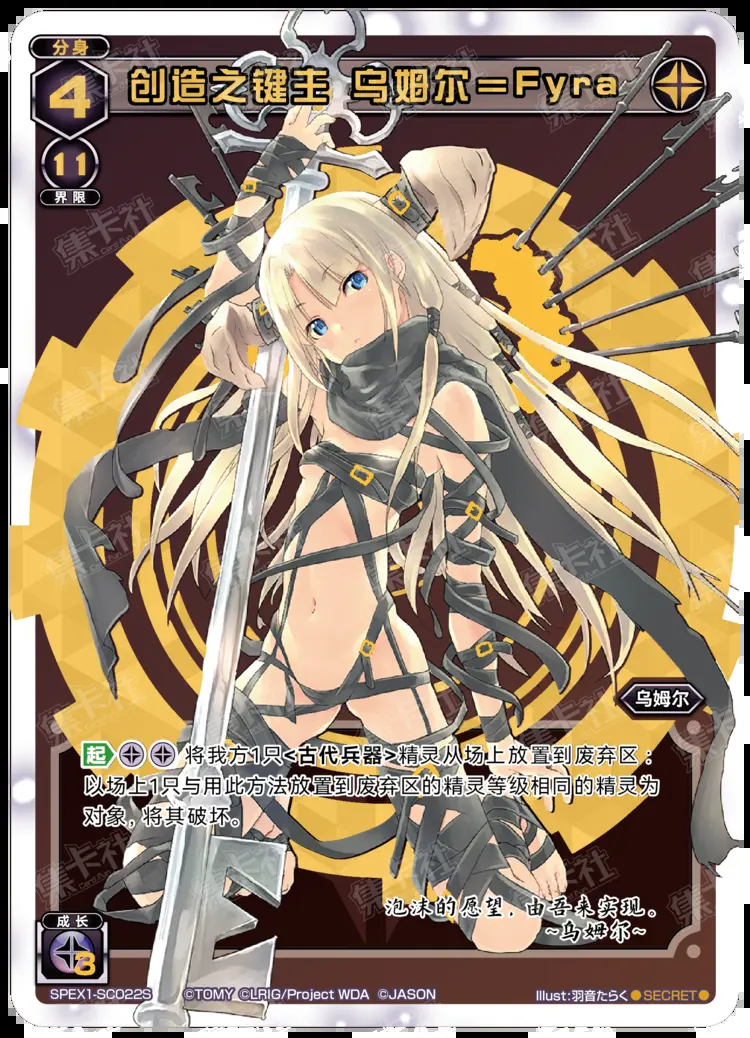 分身
4
创造之键主 乌姆尔=Fyra
11
界限
乌姆尔
起 将我方1只<古代兵器>精灵从场上放置到废弃区：
以场上1只与用此方法放置到废弃区的精灵等级相同的精灵为
对象，将其破坏。
泡沫的愿望，由吾来实现。
~乌姆尔~
成长
3
SPEX1-SC022S ©TOMY ©LRIG/Project WDA ©JASON Illust:羽音たらく SECRET
集卡社